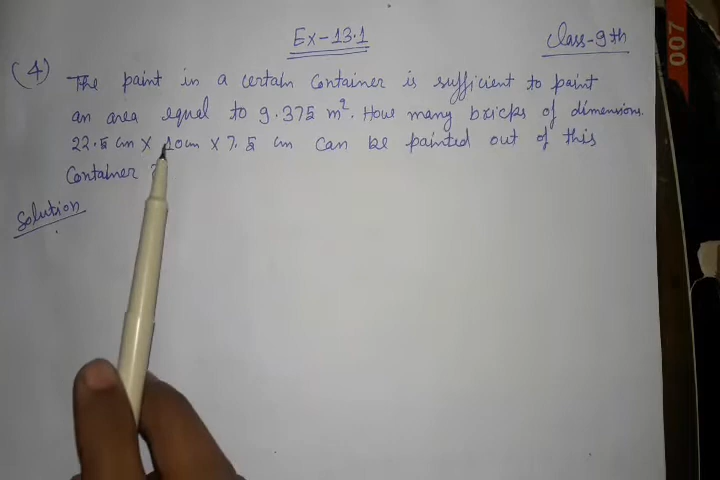 Ex-13.1
Class-9th
(4) The paint in a certain Container is sufficient to paint
an area equal to 9.375 m². How many bricks of dimensions
22.5 cm × 10cm × 7.5 cm can be painted out of this
Container ?
Solution
007